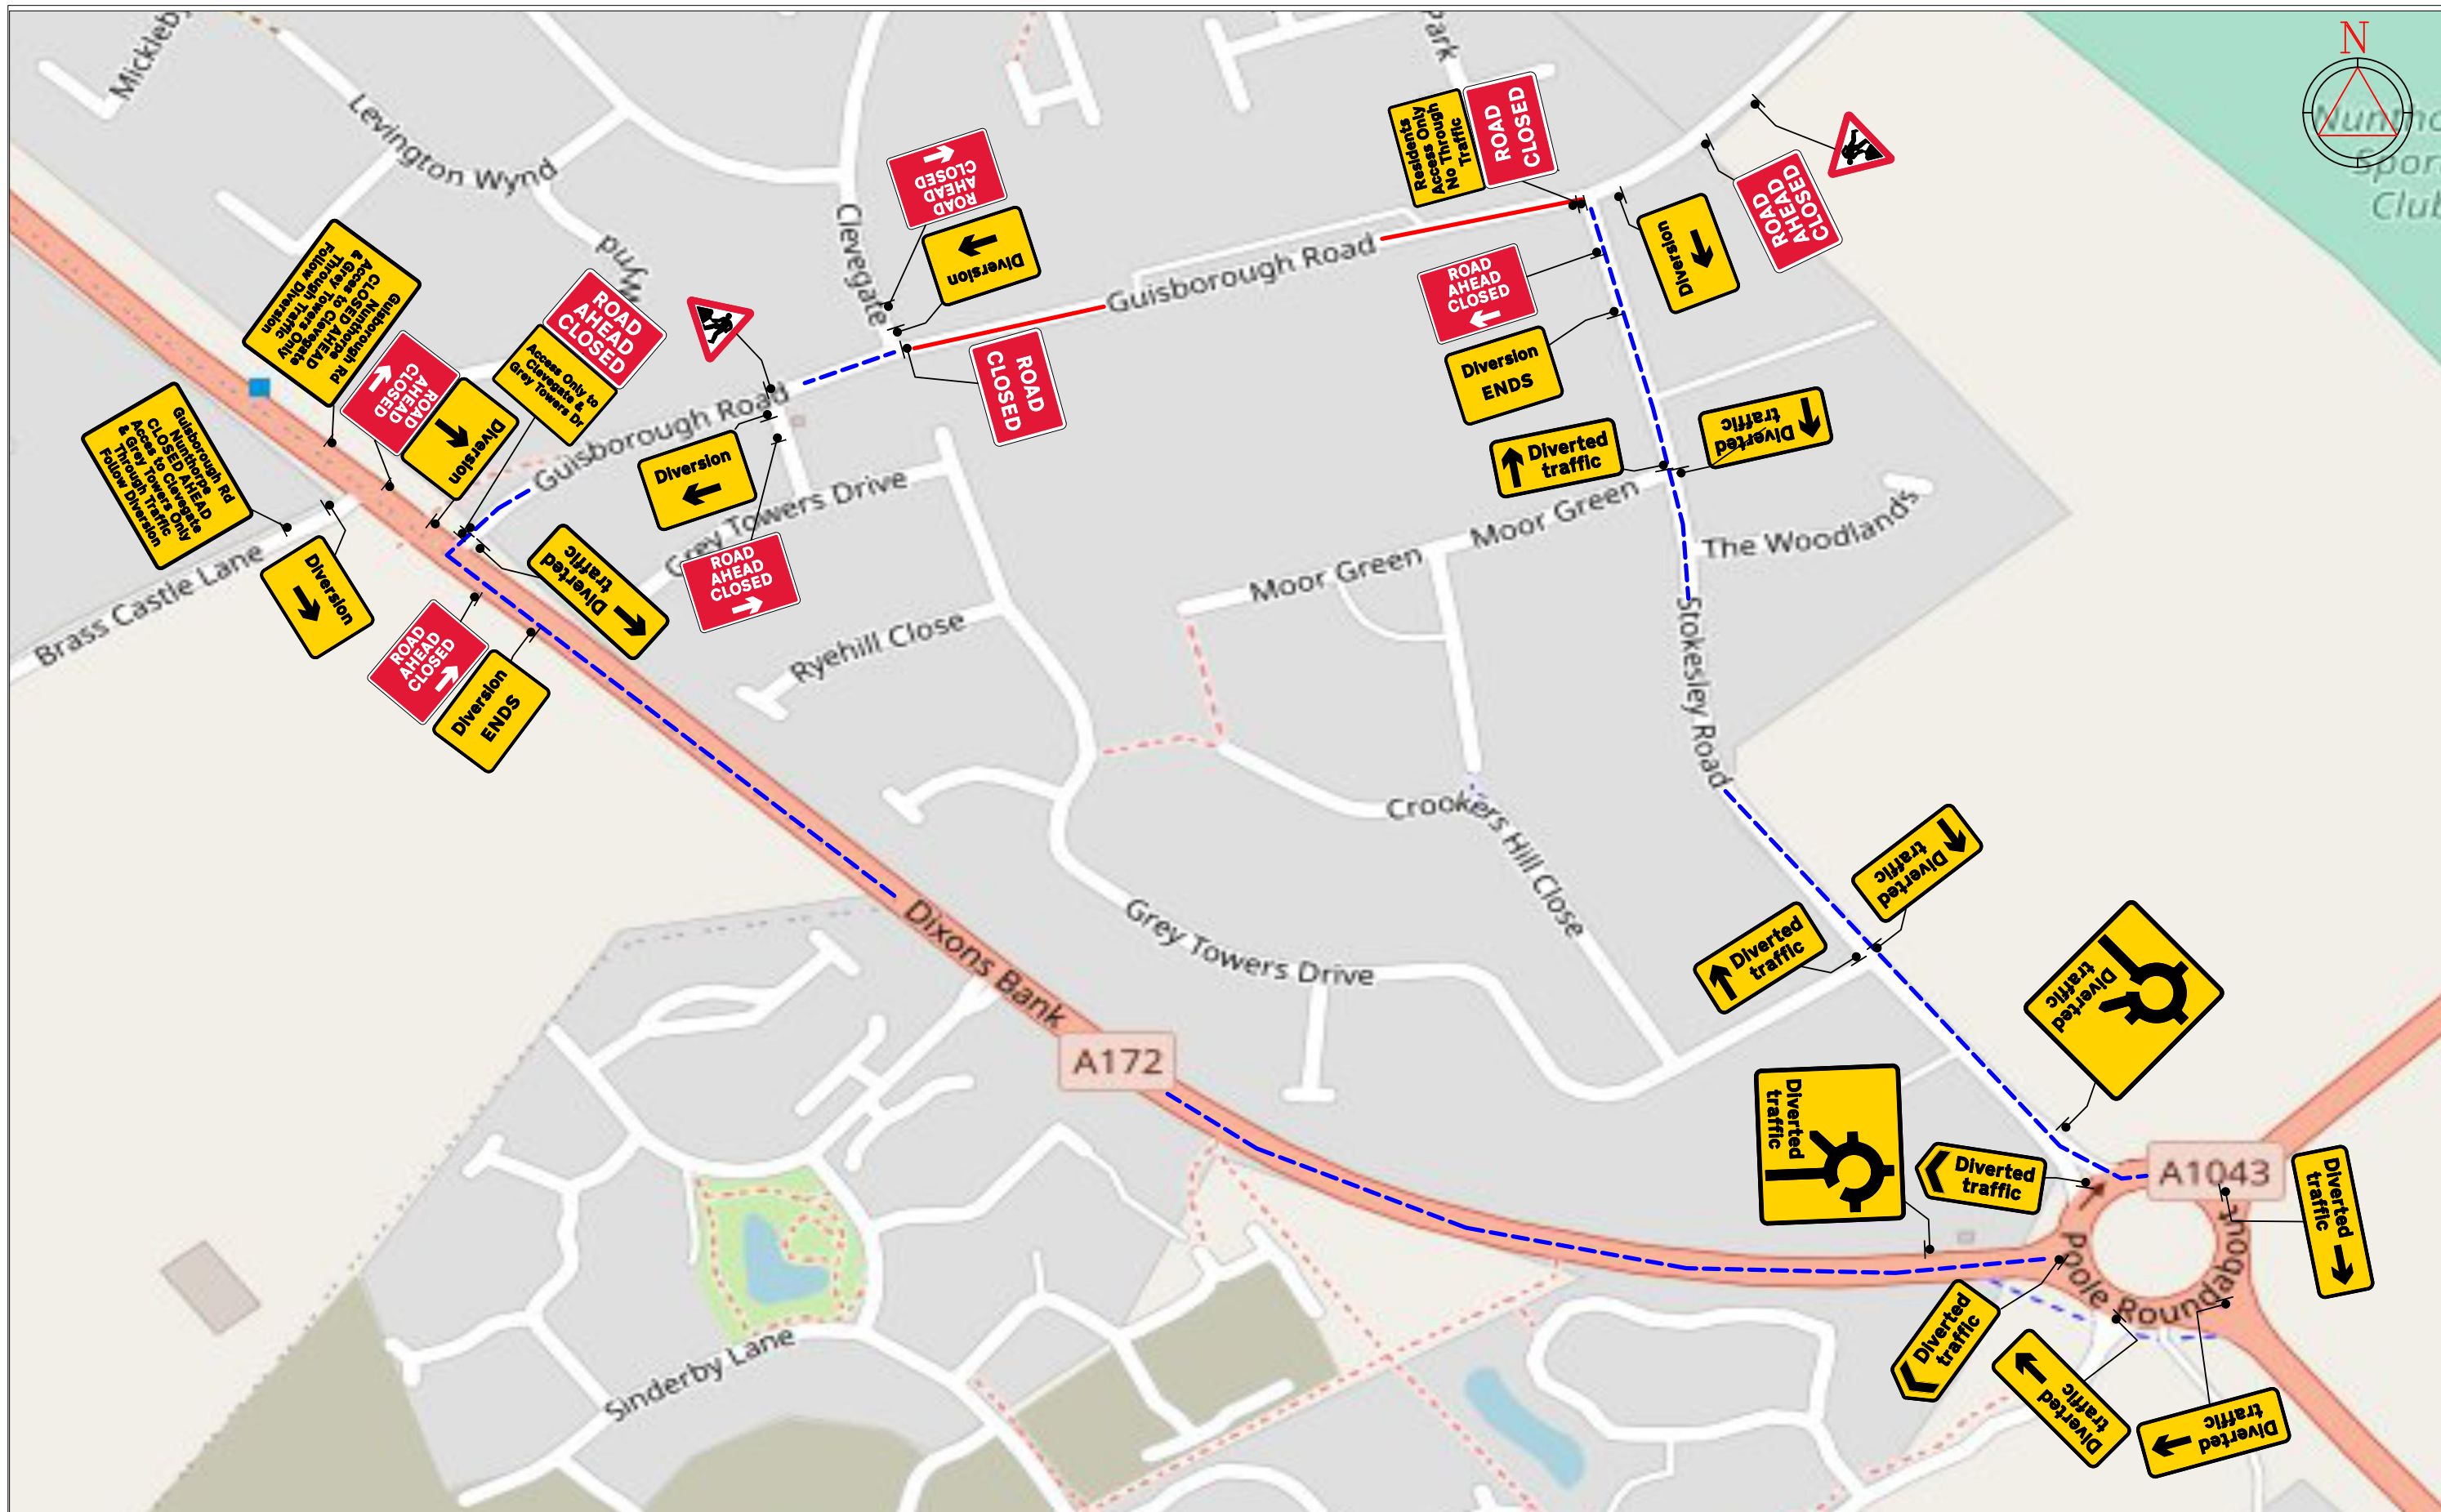 N
Nuntho
Spor
Club
Mickleby
Levington Wynd
Wynd
Clevegate
Park
Residents
Access Only
No Through
Traffic
ROAD
CLOSED
ROAD
AHEAD
CLOSED
Diversion
ROAD
AHEAD
CLOSED
Diversion
Guisborough Road
ROAD
CLOSED
ROAD
AHEAD
CLOSED
Diversion
ENDS
Diverted
traffic
Diverted
traffic
Guisborough Rd
Nunthorpe
CLOSED AHEAD
Acces to Clevegate
& Grey Towers Only
Through Traffic
Follow Diversion
ROAD
AHEAD
CLOSED
Diversion
ROAD
AHEAD
CLOSED
Access Only to
Clevegate &
Grey Towers Dr
Guisborough Road
Diversion
ROAD
AHEAD
CLOSED
Guisborough Rd
Nunthorpe
CLOSED AHEAD
Acces to Clevegate
& Grey Towers Only
Through Traffic
Follow Diversion
Diversion
Brass Castle Lane
Diverted
traffic
ROAD
AHEAD
CLOSED
Diversion
ENDS
Grey Towers Drive
Ryehill Close
Moor Green
Moor Green
The Woodlands
Stokesley Road
Crookers Hill Close
Grey Towers Drive
Dixons Bank
A172
Diverted
traffic
Diverted
traffic
Diverted
traffic
Diverted
traffic
Diverted
traffic
A1043
Diverted
traffic
Poole Roundabout
Diverted
traffic
Diverted
traffic
Diverted
traffic
Sinderby Lane